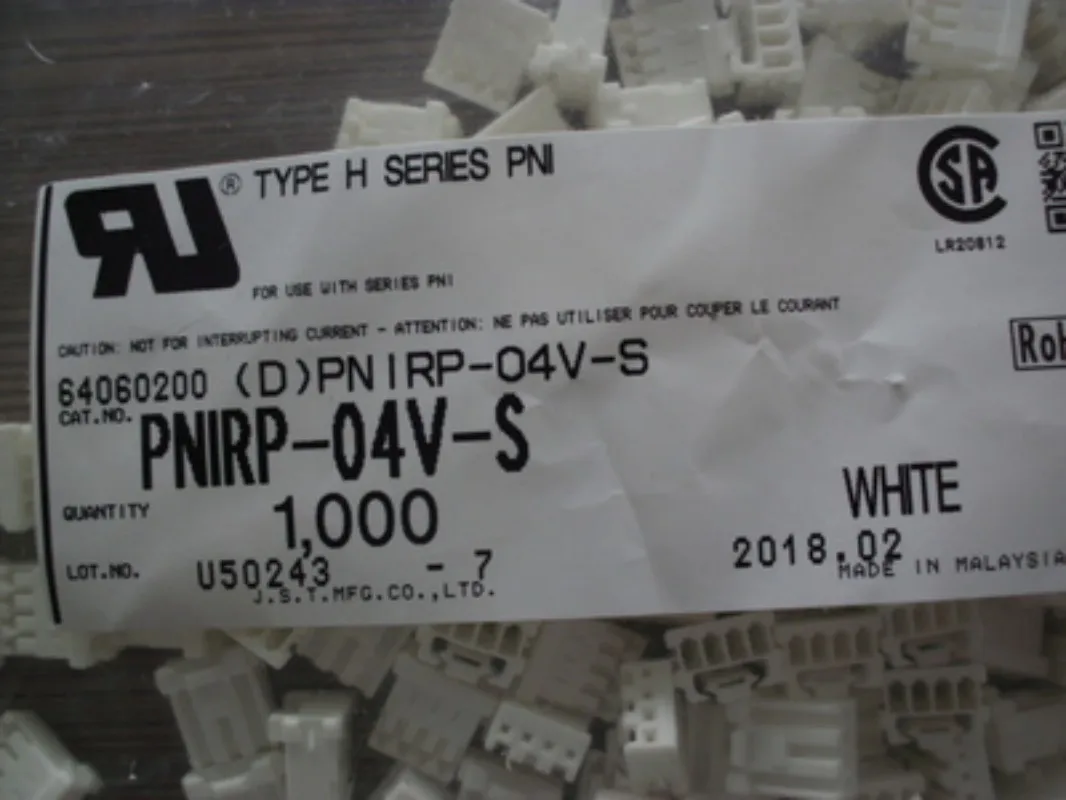 ® TYPE H SERIES PNI
FOR USE WITH SERIES PNI
LR20812
CAUTION: NOT FOR INTERRUPTING CURRENT - ATTENTION: NE PAS UTILISER POUR COUPER LE COURANT
64060200 (D)PNIRP-04V-S
CAT.NO. PNIRP-04V-S
QUANTITY 1,000
WHITE
LOT.NO. U50243 - 7
2018.02
J.S.T.MFG.CO.,LTD.
MADE IN MALAYSIA